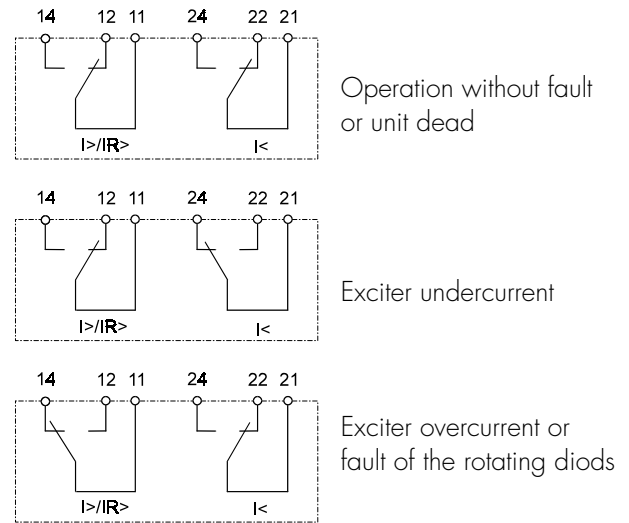 14 12 11 24 22 21
Operation without fault
or unit dead
I>/IR> I<
14 12 11 24 22 21
Exciter undercurrent
I>/IR> I<
14 12 11 24 22 21
Exciter overcurrent or
fault of the rotating diods
I>/IR> I<